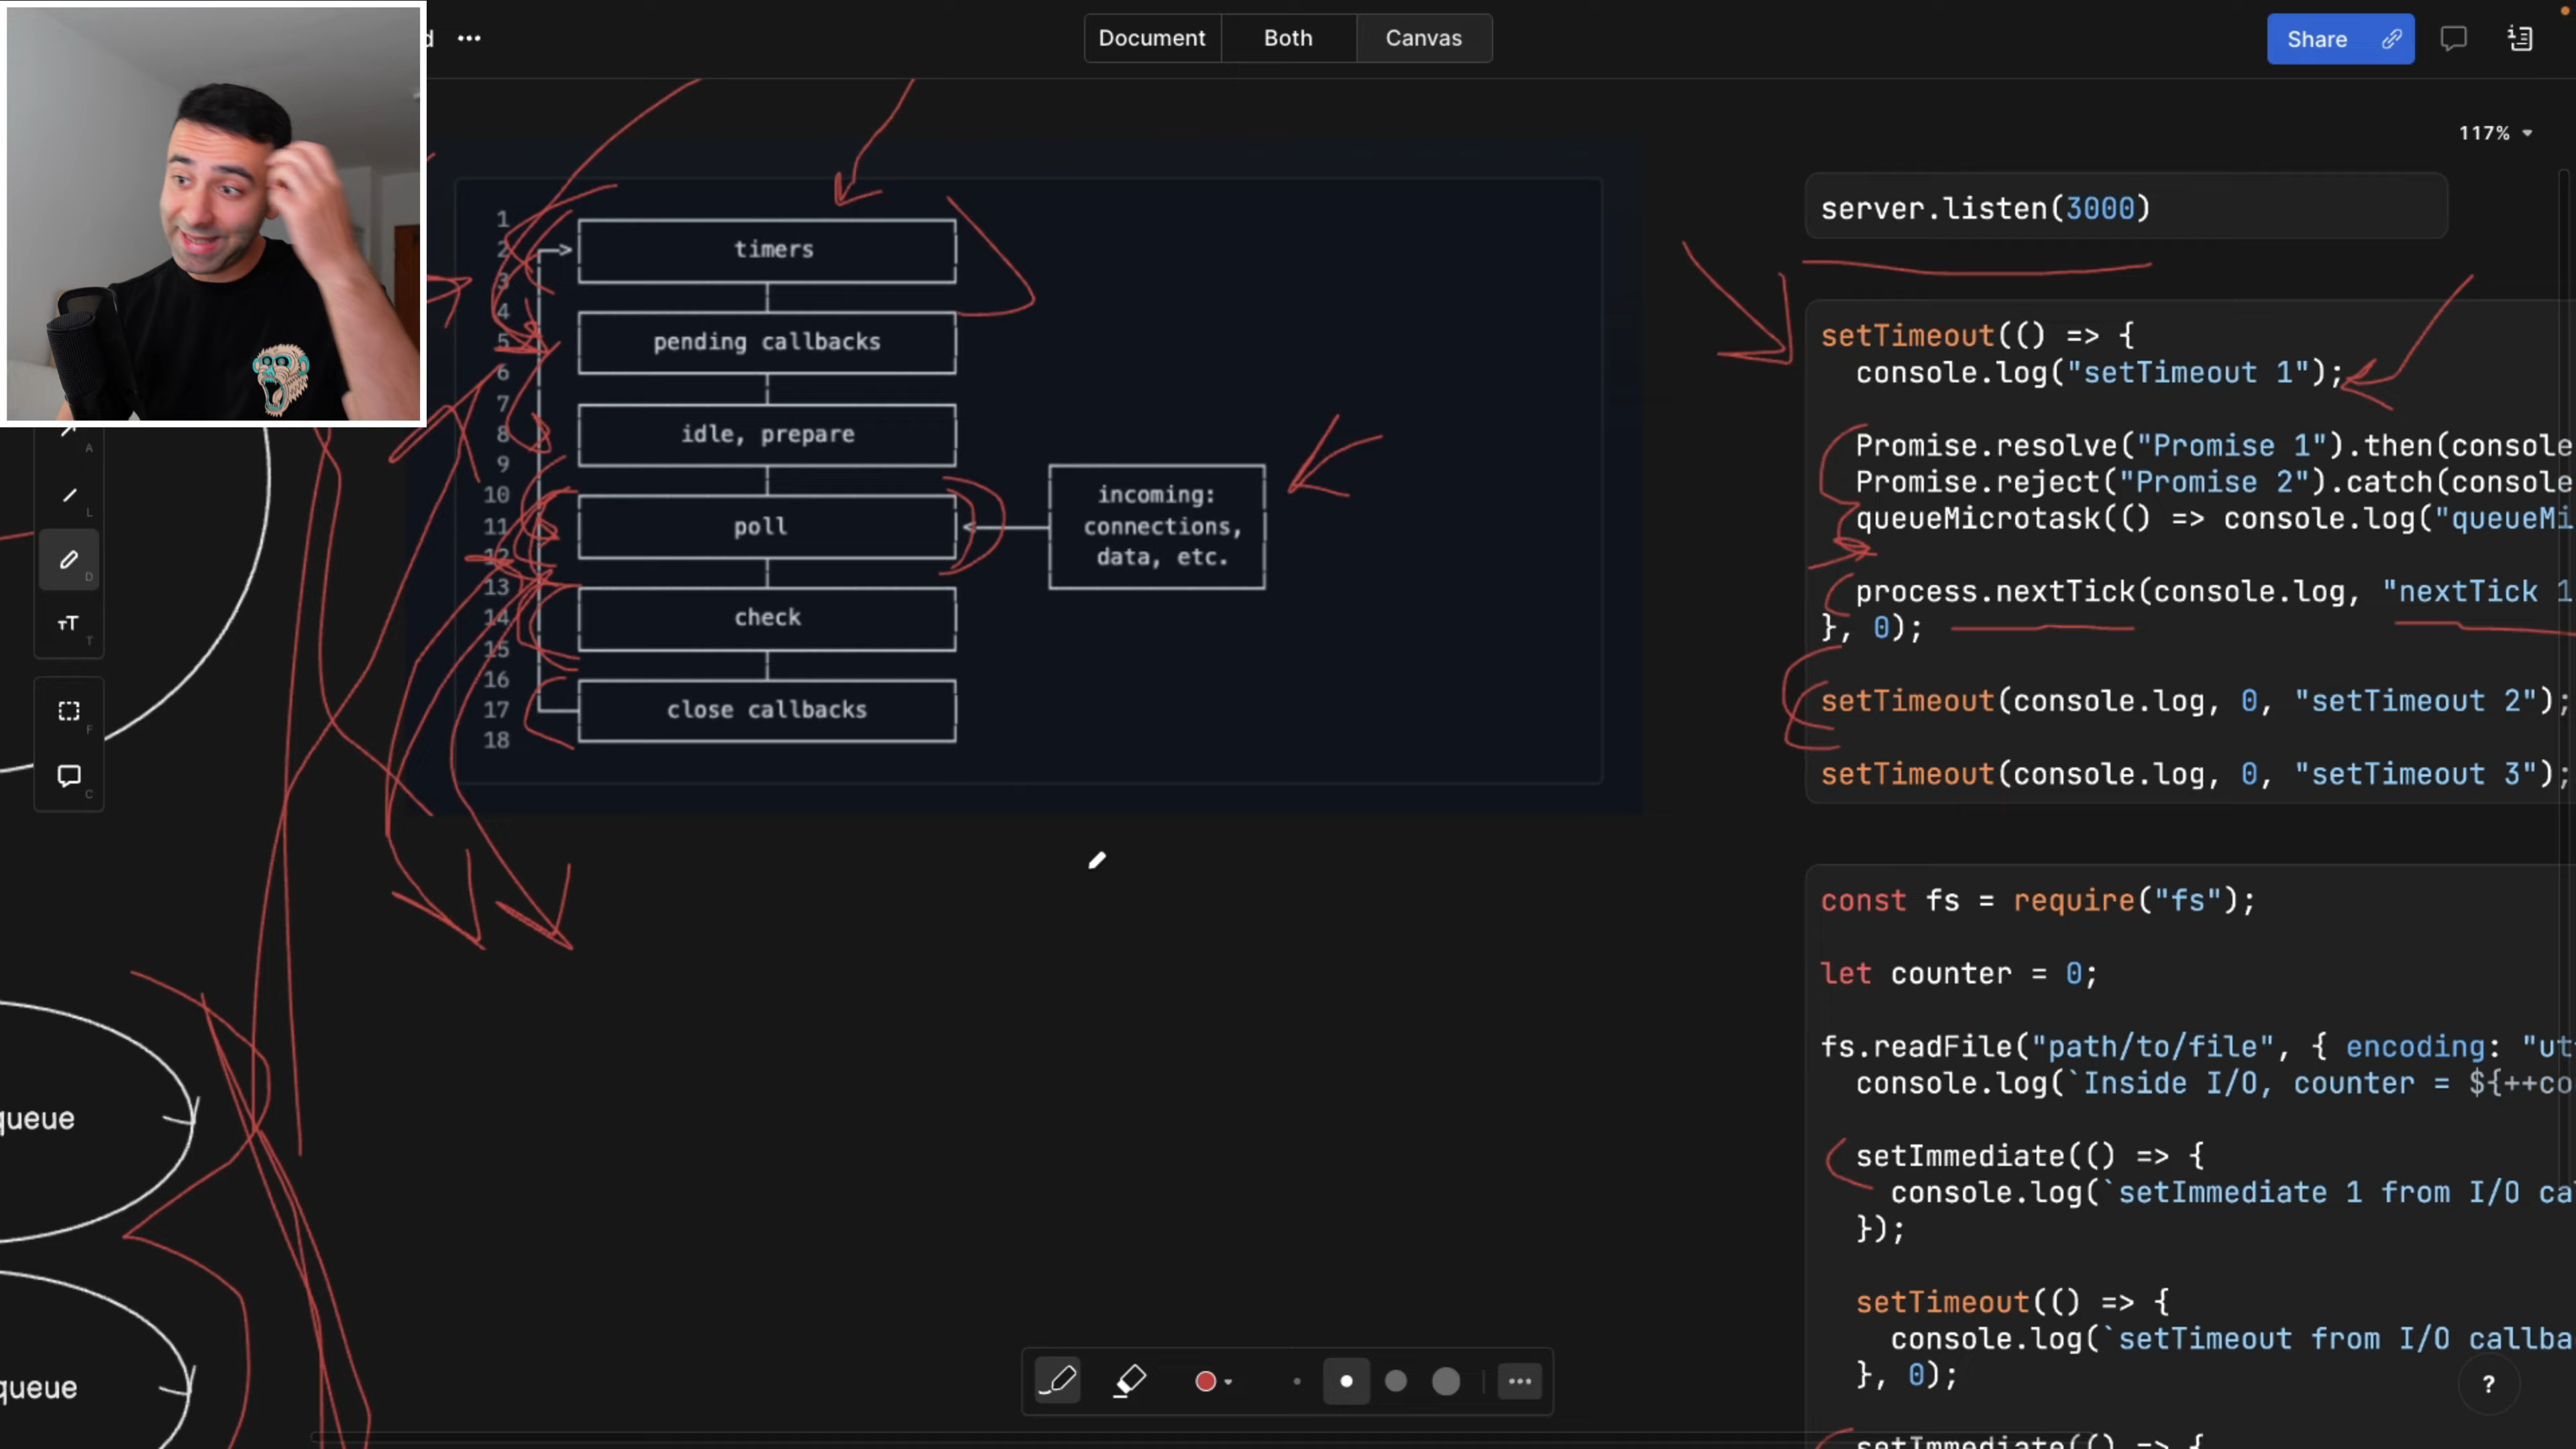 Document
Both
Canvas
Share
117%
A
L
D
T
F
C
1
2
3
4
5
6
7
8
9
10
11
12
13
14
15
16
17
18
timers
pending callbacks
idle, prepare
poll
check
close callbacks
incoming:
connections,
data, etc.
queue
queue
server.listen(3000)
setTimeout(() => {
console.log("setTimeout 1");
Promise.resolve("Promise 1").then(console
Promise.reject("Promise 2").catch(console
queueMicrotask(() => console.log("queueMi
process.nextTick(console.log, "nextTick 1
}, 0);
setTimeout(console.log, 0, "setTimeout 2");
setTimeout(console.log, 0, "setTimeout 3");
const fs = require("fs");
let counter = 0;
fs.readFile("path/to/file", { encoding: "ut
console.log(`Inside I/O, counter = ${++co
setImmediate(() => {
console.log(`setImmediate 1 from I/O ca
});
setTimeout(() => {
console.log(`setTimeout from I/O callba
}, 0);
setImmediate(() => {
?